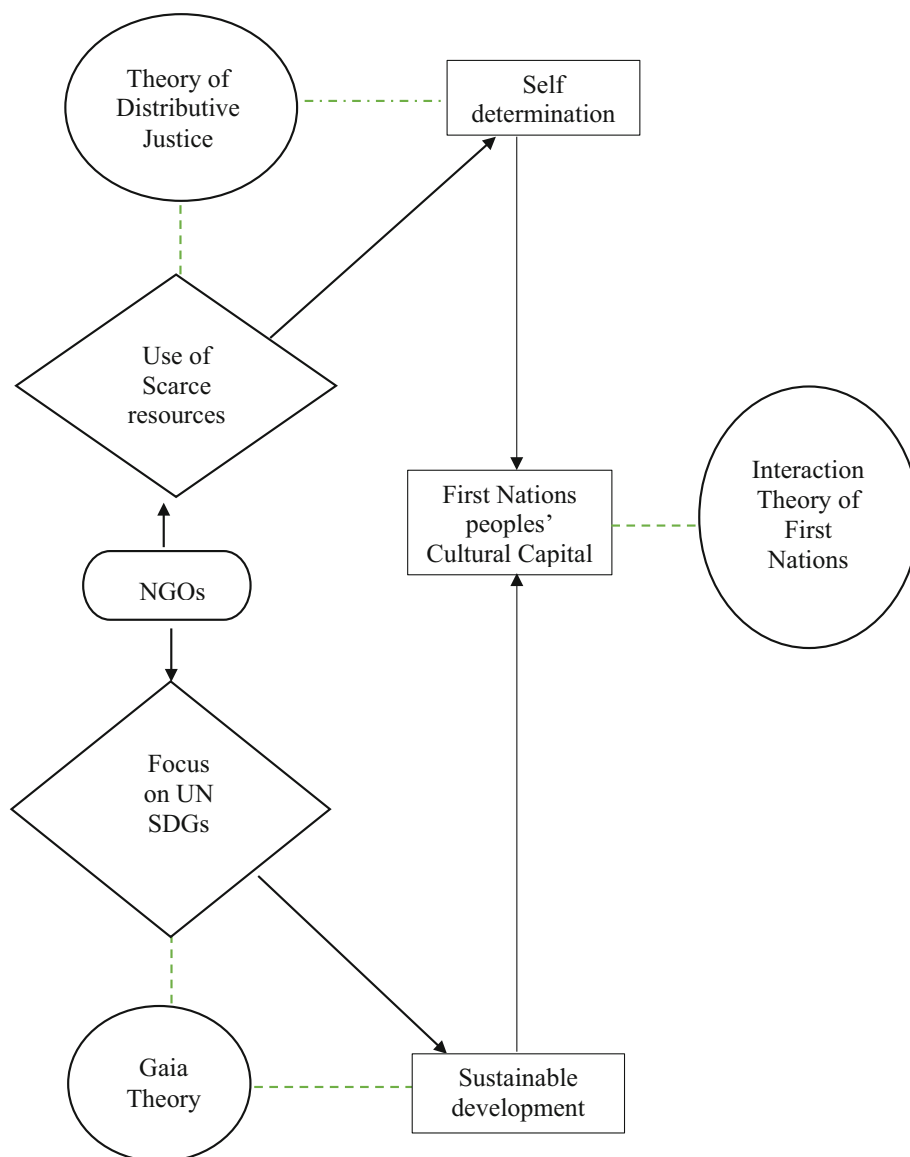 Theory of
Distributive
Justice
Self
determination
Use of
Scarce
resources
First Nations
peoples’
Cultural Capital
Interaction
Theory of
First
Nations
NGOs
Focus
on UN
SDGs
Gaia
Theory
Sustainable
development